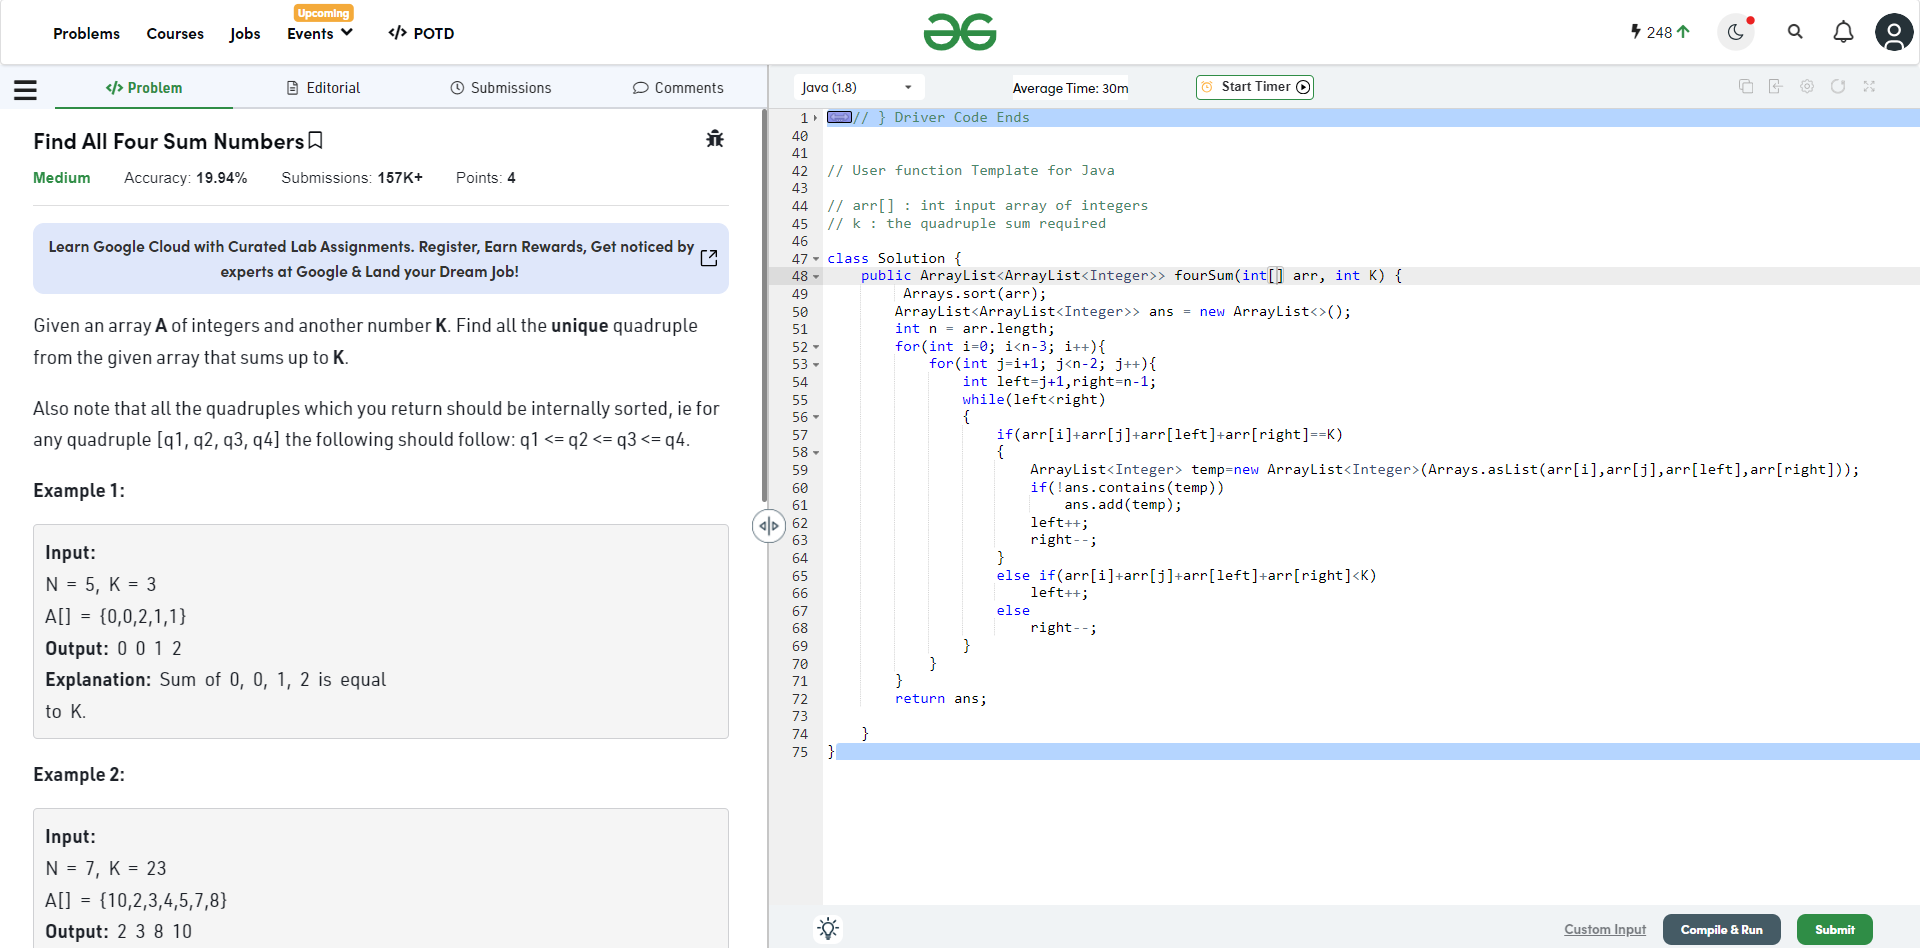 Problems
Courses
Jobs
Upcoming
Events
</> POTD
248
</> Problem
Editorial
Submissions
Comments
Find All Four Sum Numbers
Medium
Accuracy: 19.94%
Submissions: 157K+
Points: 4
Learn Google Cloud with Curated Lab Assignments. Register, Earn Rewards, Get noticed by
experts at Google & Land your Dream Job!
Given an array A of integers and another number K. Find all the unique quadruple
from the given array that sums up to K.
Also note that all the quadruples which you return should be internally sorted, ie for
any quadruple [q1, q2, q3, q4] the following should follow: q1 <= q2 <= q3 <= q4.
Example 1:
Input:
N = 5, K = 3
A[] = {0,0,2,1,1}
Output: 0 0 1 2
Explanation: Sum of 0, 0, 1, 2 is equal
to K.
Example 2:
Input:
N = 7, K = 23
A[] = {10,2,3,4,5,7,8}
Output: 2 3 8 10
Java (1.8)
Average Time: 30m
Start Timer
1 // } Driver Code Ends
40
41
42 // User function Template for Java
43
44 // arr[] : int input array of integers
45 // k : the quadruple sum required
46
47 class Solution {
48 public ArrayList<ArrayList<Integer>> fourSum(int[] arr, int K) {
49 Arrays.sort(arr);
50 ArrayList<ArrayList<Integer>> ans = new ArrayList<>();
51 int n = arr.length;
52 for(int i=0; i<n-3; i++){
53 for(int j=i+1; j<n-2; j++){
54 int left=j+1,right=n-1;
55 while(left<right)
56 {
57 if(arr[i]+arr[j]+arr[left]+arr[right]==K)
58 {
59 ArrayList<Integer> temp=new ArrayList<Integer>(Arrays.asList(arr[i],arr[j],arr[left],arr[right]));
60 if(!ans.contains(temp))
61 ans.add(temp);
62 left++;
63 right--;
64 }
65 else if(arr[i]+arr[j]+arr[left]+arr[right]<K)
66 left++;
67 else
68 right--;
69 }
70 }
71 }
72 return ans;
73
74 }
75 }
Custom Input
Compile & Run
Submit